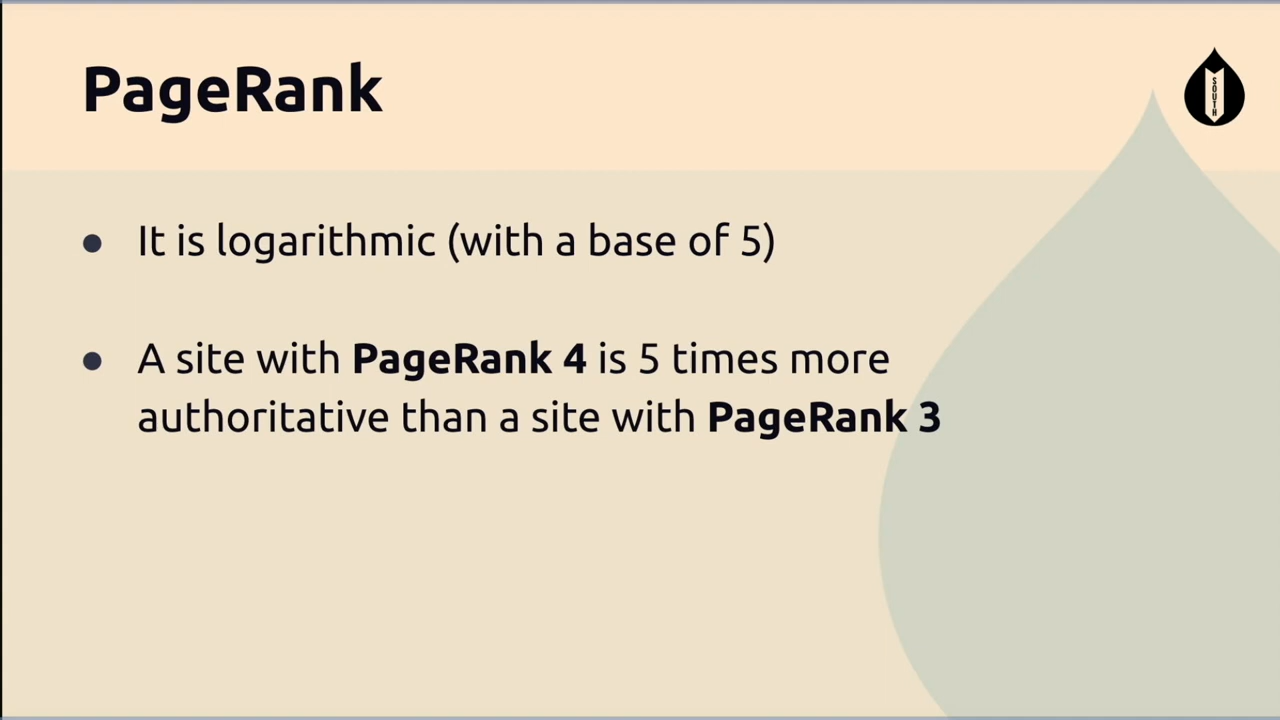 PageRank
SOUTH
● It is logarithmic (with a base of 5)
● A site with PageRank 4 is 5 times more
authoritative than a site with PageRank 3